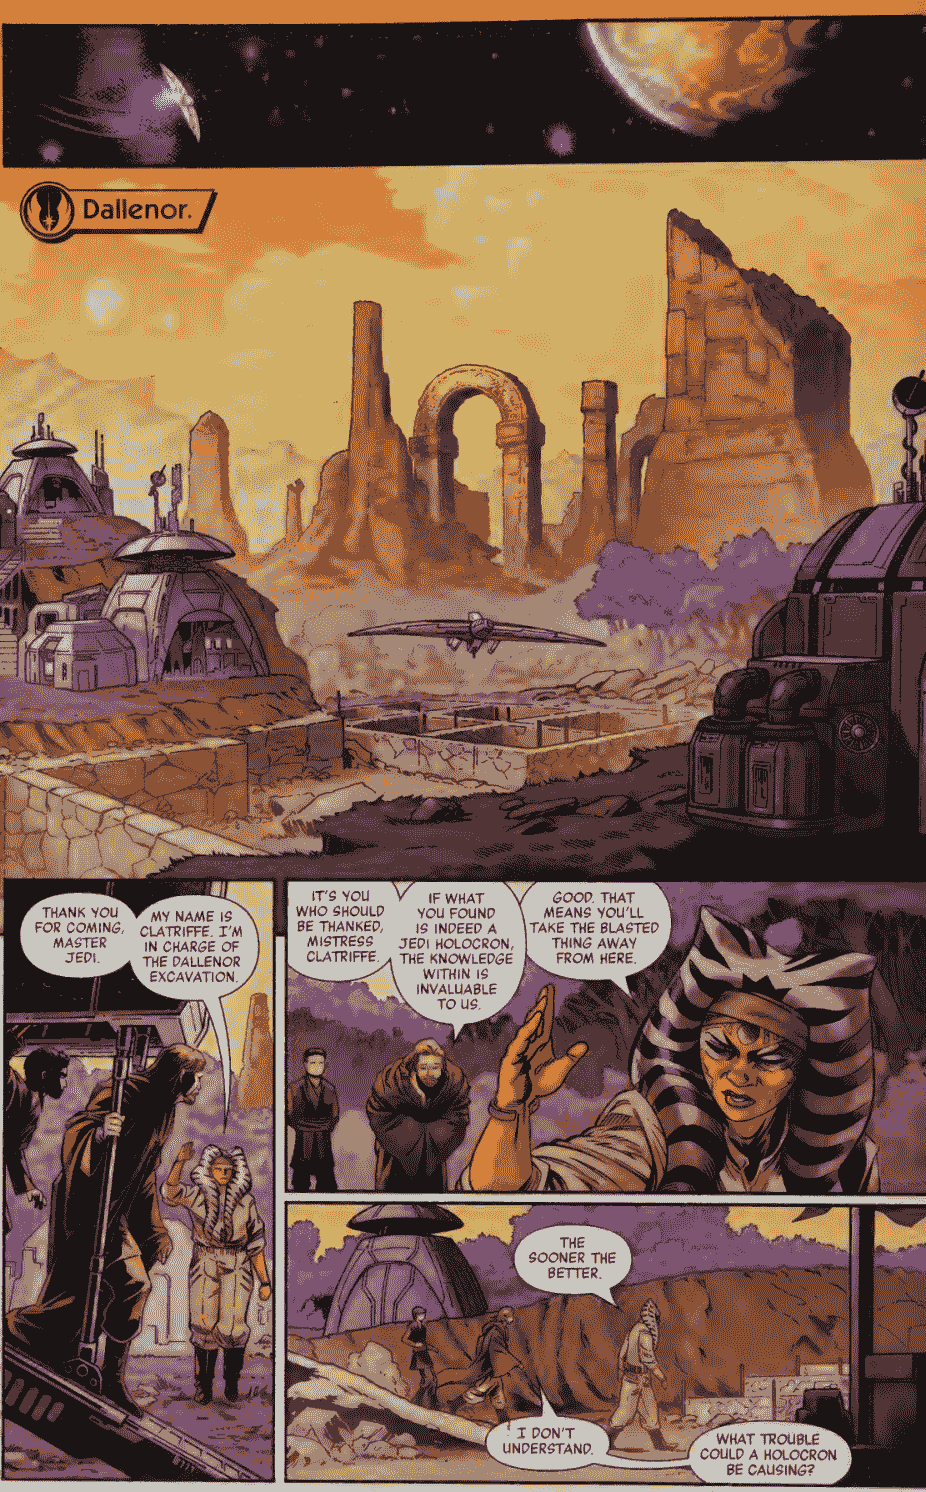 Dallenor.
THANK YOU
FOR COMING,
MASTER
JEDI.
MY NAME IS
CLATRIFFE. I'M
IN CHARGE OF
THE DALLENOR
EXCAVATION.
IT'S YOU
WHO SHOULD
BE THANKED,
MISTRESS
CLATRIFFE.
IF WHAT
YOU FOUND
IS INDEED A
JEDI HOLOCRON,
THE KNOWLEDGE
WITHIN IS
INVALUABLE
TO US.
GOOD. THAT
MEANS YOU'LL
TAKE THE BLASTED
THING AWAY
FROM HERE.
THE
SOONER THE
BETTER.
I DON'T
UNDERSTAND.
WHAT TROUBLE
COULD A HOLOCRON
BE CAUSING?